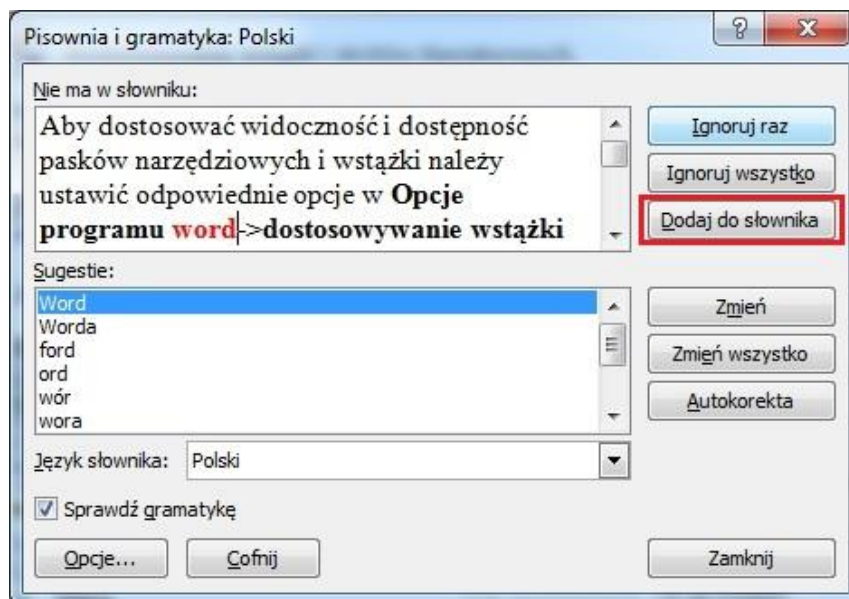 Pisownia i gramatyka: Polski
Nie ma w słowniku:
Aby dostosować widoczność i dostępność
pasków narzędziowych i wstążki należy
ustawić odpowiednie opcje w Opcje
programu word->dostosowywanie wstążki
Ignoruj raz
Ignoruj wszystko
Dodaj do słownika
Sugestie:
Word
Worda
ford
ord
wór
wora
Zmień
Zmień wszystko
Autokorekta
Język słownika: Polski
Sprawdź gramatykę
Opcje... Cofnij Zamknij